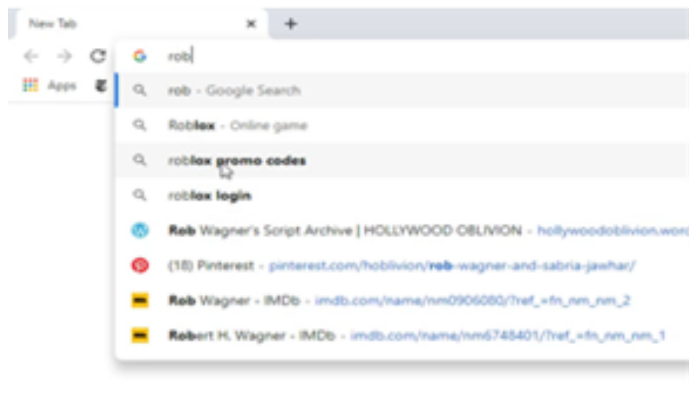 New Tab
rob
Apps
rob - Google Search
Roblox - Online game
roblox promo codes
roblox login
Rob Wagner's Script Archive | HOLLYWOOD OBLIVION - hollywoodoblivion.word
(18) Pinterest - pinterest.com/hoblivion/rob-wagner-and-sabria-jawhar/
Rob Wagner - IMDb - imdb.com/name/nm0906080/?ref_=fn_nm_nm_2
Robert H. Wagner - IMDb - imdb.com/name/nm6748401/?ref_=fn_nm_nm_1